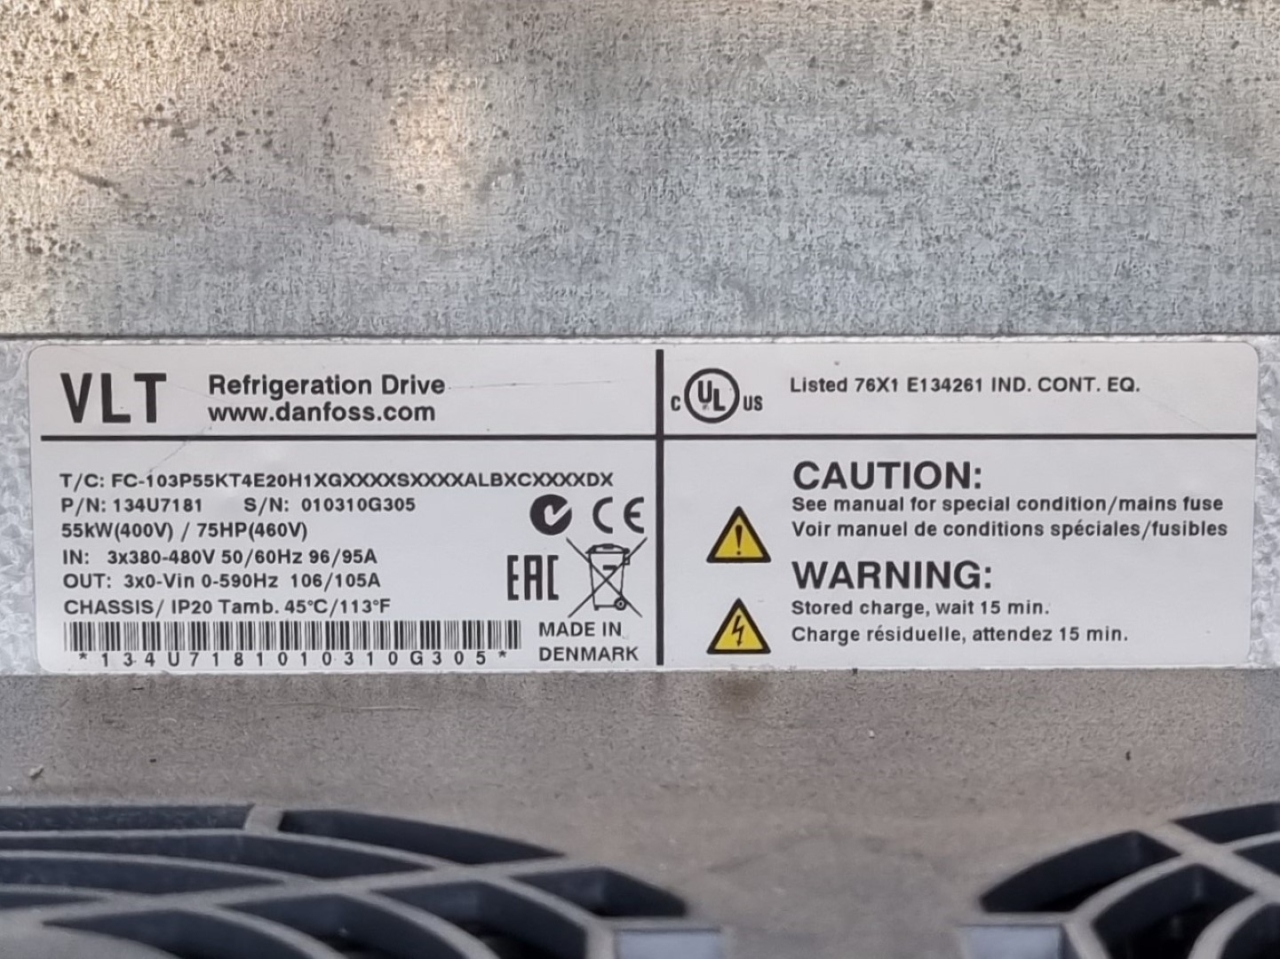 VLT Refrigeration Drive
www.danfoss.com
T/C: FC-103P55KT4E20H1XGXXXXSXXXXALBXCXXXXDX
P/N: 134U7181 S/N: 010310G305
55kW(400V) / 75HP(460V)
IN: 3x380-480V 50/60Hz 96/95A
OUT: 3x0-Vin 0-590Hz 106/105A
CHASSIS/ IP20 Tamb. 45°C/113°F
CE
EAC
MADE IN
DENMARK
*134U7181010310G305*
C UL US
Listed 76X1 E134261 IND. CONT. EQ.
CAUTION:
See manual for special condition/mains fuse
Voir manuel de conditions spéciales/fusibles
WARNING:
Stored charge, wait 15 min.
Charge résiduelle, attendez 15 min.